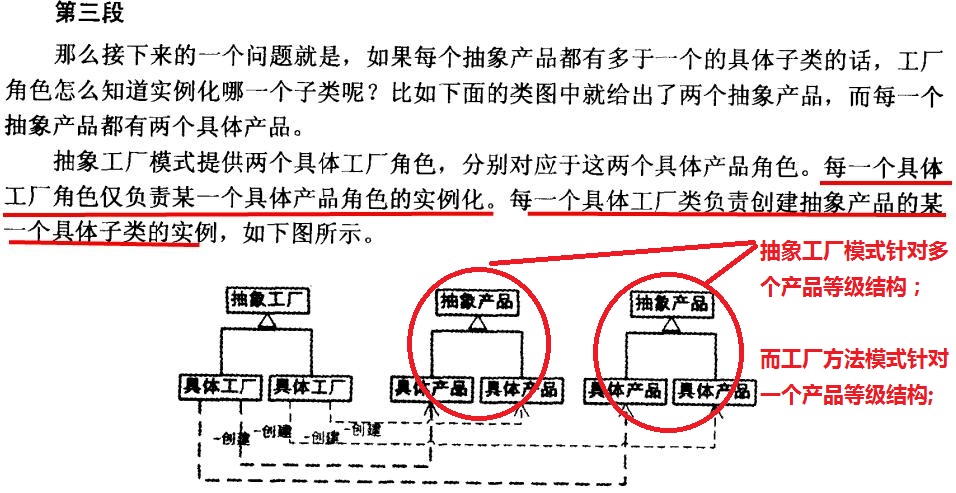 第三段
那么接下来的一个问题就是，如果每个抽象产品都有多于一个的具体子类的话，工厂
角色怎么知道实例化哪一个子类呢？比如下面的类图中就给出了两个抽象产品，而每一个
抽象产品都有两个具体产品。
抽象工厂模式提供两个具体工厂角色，分别对应于这两个具体产品角色。每一个具体
工厂角色仅负责某一个具体产品角色的实例化。每一个具体工厂类负责创建抽象产品的某
一个具体子类的实例，如下图所示。
抽象工厂模式针对多
个产品等级结构；
而工厂方法模式针对
一个产品等级结构;
抽象工厂
抽象产品
抽象产品
具体工厂
具体工厂
具体产品
具体产品
具体产品
具体产品
-创建
-创建
-创建
-创建